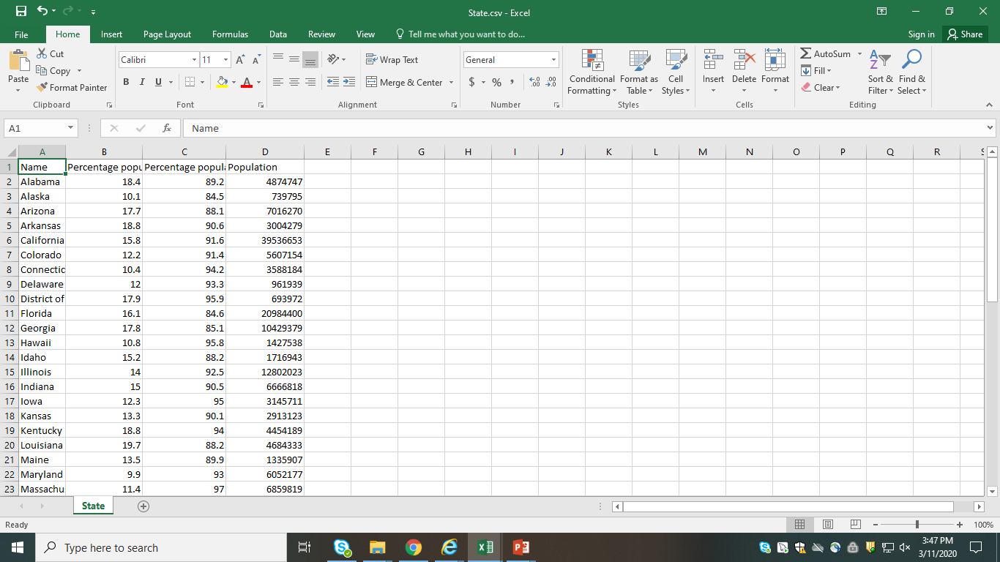 State.csv - Excel
File Home Insert Page Layout Formulas Data Review View Tell me what you want to do... Sign in Share
Paste Cut Copy Format Painter Clipboard
Calibri 11 B I U A A A Font
Wrap Text Merge & Center Alignment
General $ % , .0 .00 .00 .0 Number
Conditional Formatting Format as Table Cell Styles Styles
Insert Delete Format Cells
AutoSum Fill Clear Sort & Filter Find & Select Editing
A1 fx Name
A B C D E F G H I J K L M N O P Q R S
1 Name Percentage popu Percentage popula Population
2 Alabama 18.4 89.2 4874747
3 Alaska 10.1 84.5 739795
4 Arizona 17.7 88.1 7016270
5 Arkansas 18.8 90.6 3004279
6 California 15.8 91.6 39536653
7 Colorado 12.2 91.4 5607154
8 Connectic 10.4 94.2 3588184
9 Delaware 12 93.3 961939
10 District of 17.9 95.9 693972
11 Florida 16.1 84.6 20984400
12 Georgia 17.8 85.1 10429379
13 Hawaii 10.8 95.8 1427538
14 Idaho 15.2 88.2 1716943
15 Illinois 14 92.5 12802023
16 Indiana 15 90.5 6666818
17 Iowa 12.3 95 3145711
18 Kansas 13.3 90.1 2913123
19 Kentucky 18.8 94 4454189
20 Louisiana 19.7 88.2 4684333
21 Maine 13.5 89.9 1335907
22 Maryland 9.9 93 6052177
23 Massachu 11.4 97 6859819
State
Ready 100%
Type here to search
3:47 PM
3/11/2020